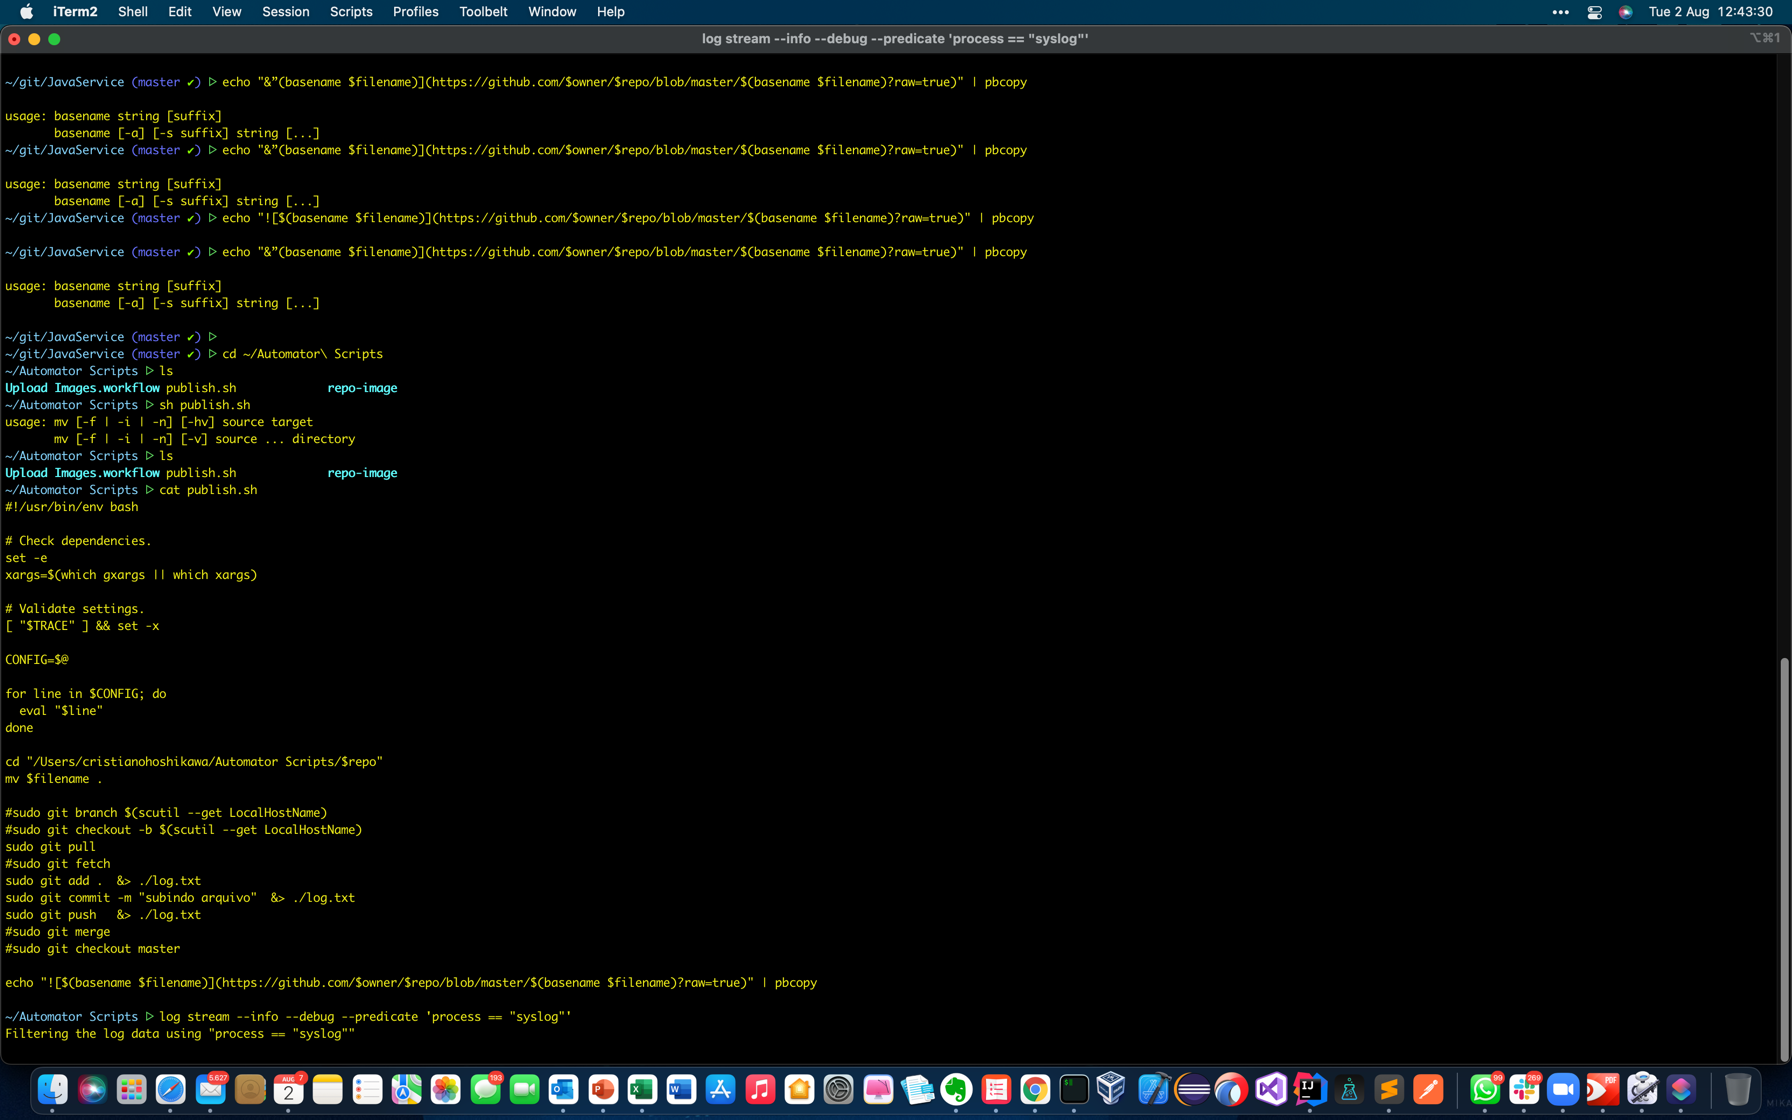 iTerm2 Shell Edit View Session Scripts Profiles Toolbelt Window Help ••• Tue 2 Aug 12:43:30
log stream --info --debug --predicate 'process == "syslog"' ⌥⌘1
~/git/JavaService (master ✔) ▷ echo "&”(basename $filename)](https://github.com/$owner/$repo/blob/master/$(basename $filename)?raw=true)" | pbcopy
usage: basename string [suffix]
basename [-a] [-s suffix] string [...]
~/git/JavaService (master ✔) ▷ echo "&”(basename $filename)](https://github.com/$owner/$repo/blob/master/$(basename $filename)?raw=true)" | pbcopy
usage: basename string [suffix]
basename [-a] [-s suffix] string [...]
~/git/JavaService (master ✔) ▷ echo "![$(basename $filename)](https://github.com/$owner/$repo/blob/master/$(basename $filename)?raw=true)" | pbcopy
~/git/JavaService (master ✔) ▷ echo "&”(basename $filename)](https://github.com/$owner/$repo/blob/master/$(basename $filename)?raw=true)" | pbcopy
usage: basename string [suffix]
basename [-a] [-s suffix] string [...]
~/git/JavaService (master ✔) ▷
~/git/JavaService (master ✔) ▷ cd ~/Automator\ Scripts
~/Automator Scripts ▷ ls
Upload Images.workflow publish.sh repo-image
~/Automator Scripts ▷ sh publish.sh
usage: mv [-f | -i | -n] [-hv] source target
mv [-f | -i | -n] [-v] source ... directory
~/Automator Scripts ▷ ls
Upload Images.workflow publish.sh repo-image
~/Automator Scripts ▷ cat publish.sh
#!/usr/bin/env bash
# Check dependencies.
set -e
xargs=$(which gxargs || which xargs)
# Validate settings.
[ "$TRACE" ] && set -x
CONFIG=$@
for line in $CONFIG; do
eval "$line"
done
cd "/Users/cristianohoshikawa/Automator Scripts/$repo"
mv $filename .
#sudo git branch $(scutil --get LocalHostName)
#sudo git checkout -b $(scutil --get LocalHostName)
sudo git pull
#sudo git fetch
sudo git add . &> ./log.txt
sudo git commit -m "subindo arquivo" &> ./log.txt
sudo git push &> ./log.txt
#sudo git merge
#sudo git checkout master
echo "![$(basename $filename)](https://github.com/$owner/$repo/blob/master/$(basename $filename)?raw=true)" | pbcopy
~/Automator Scripts ▷ log stream --info --debug --predicate 'process == "syslog"'
Filtering the log data using "process == "syslog""
5.627 AUG 7 2 193 99 269 PDF